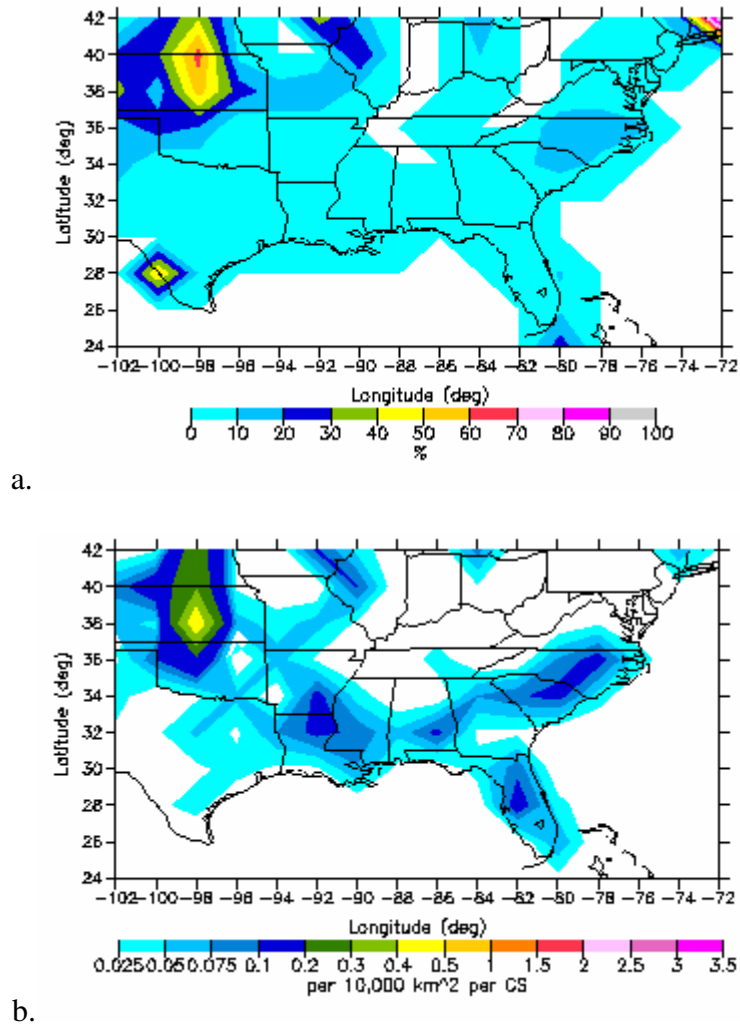 42
40
38
36
34
32
30
28
26
24
Latitude (deg)
-102-100-98 -96 -94 -92 -90 -88 -86 -84 -82 -80 -78 -76 -74 -72
Longitude (deg)
0 10 20 30 40 50 60 70 80 90 100
%
a.
42
40
38
36
34
32
30
28
26
24
Latitude (deg)
-102-100-98 -96 -94 -92 -90 -88 -86 -84 -82 -80 -78 -76 -74 -72
Longitude (deg)
0.025 0.05 0.075 0.1 0.2 0.3 0.4 0.5 1 1.5 2 2.5 3 3.5
per 10,000 km^2 per CS
b.